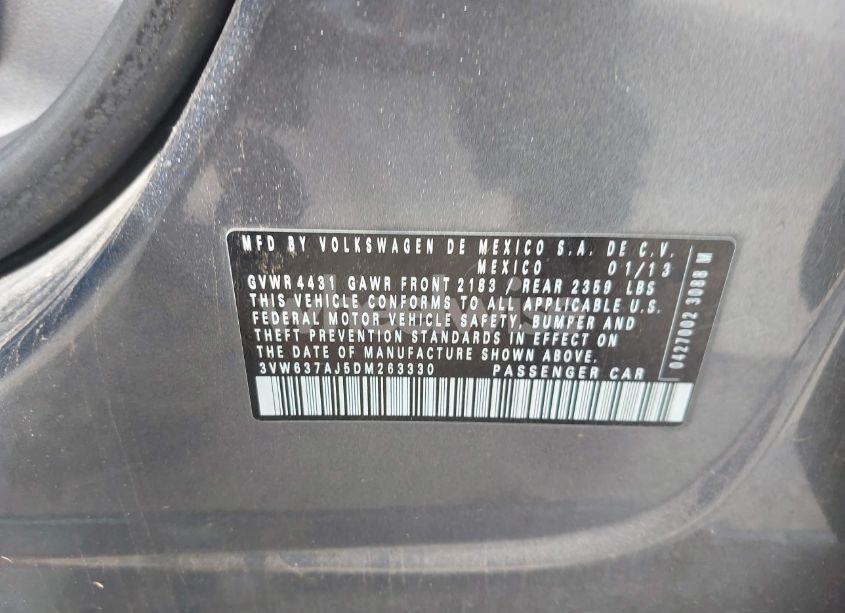 MFD BY VOLKSWAGEN DE MEXICO S.A. DE C.V.
MEXICO 01/13
GVWR 4431 GAWR FRONT 2183 / REAR 2359 LBS
THIS VEHICLE CONFORMS TO ALL APPLICABLE U.S.
FEDERAL MOTOR VEHICLE SAFETY, BUMPER AND
THEFT PREVENTION STANDARDS IN EFFECT ON
THE DATE OF MANUFACTURE SHOWN ABOVE.
3VW637AJ5DM263330 PASSENGER CAR
0427002 3088 M